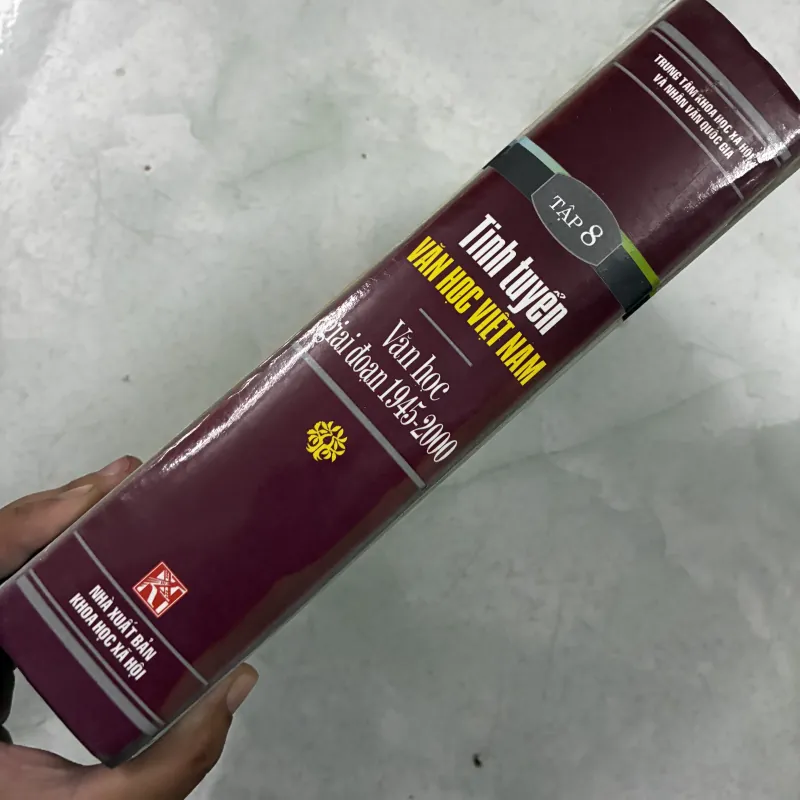 TRUNG TÂM KHOA HỌC XÃ HỘI
VÀ NHÂN VĂN QUỐC GIA
TẬP 8
Tinh tuyển
VĂN HỌC VIỆT NAM
Văn học
giai đoạn 1945-2000
NHÀ XUẤT BẢN
KHOA HỌC XÃ HỘI